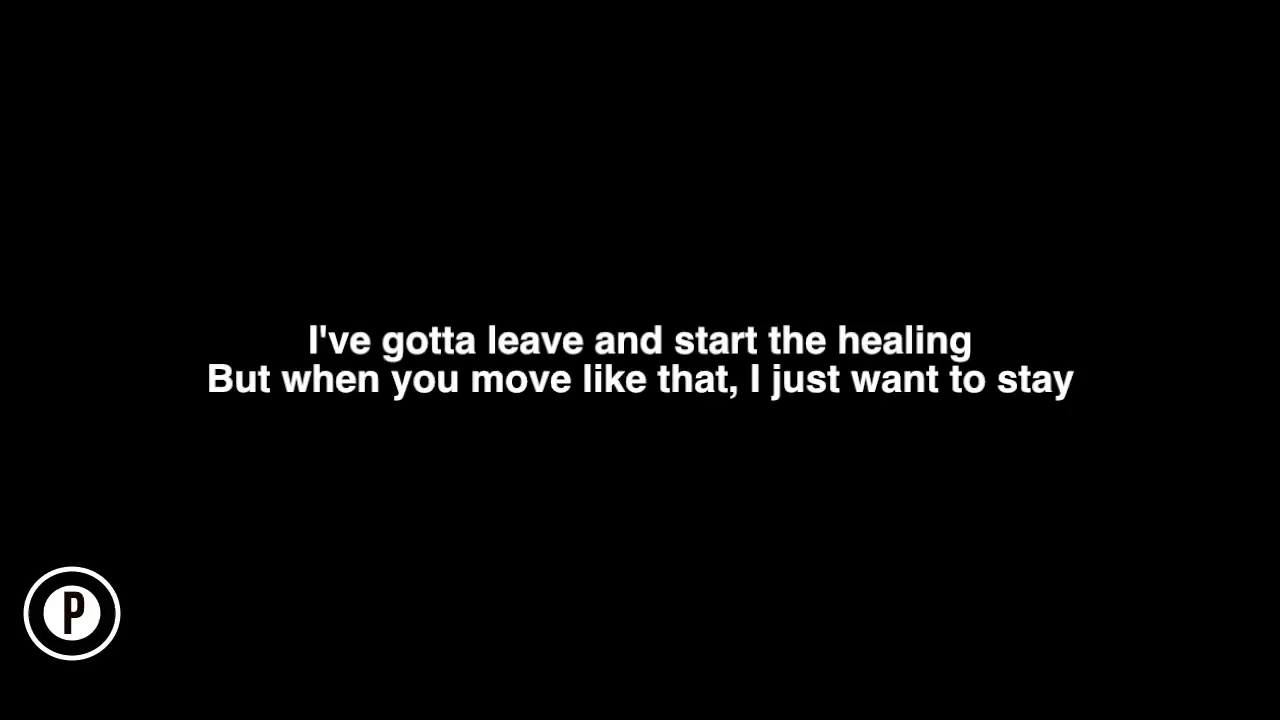 I've gotta leave and start the healing
But when you move like that, I just want to stay
P